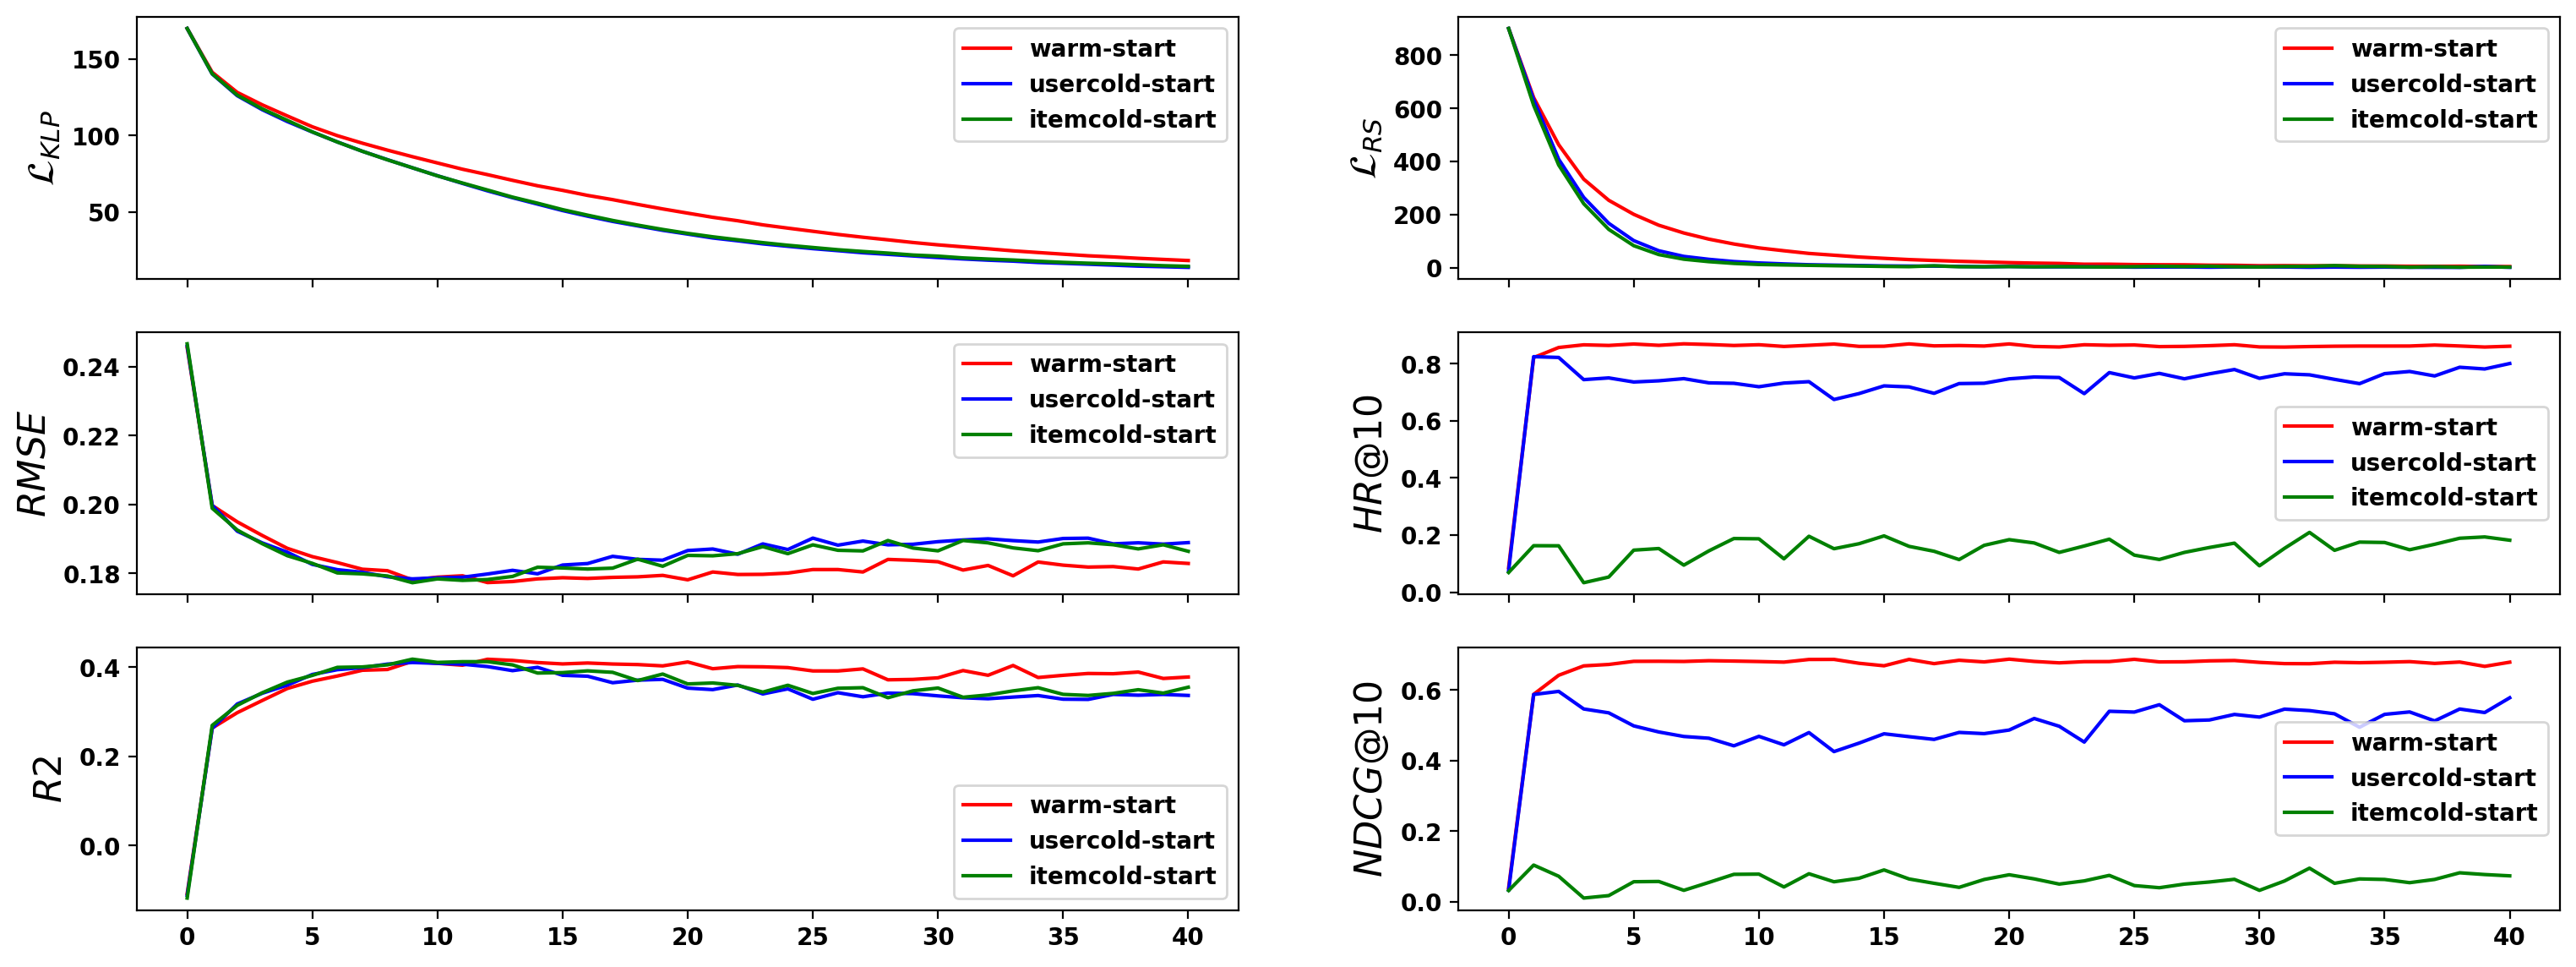 150
100
50
$\mathcal{L}_{KLP}$
warm-start
usercold-start
itemcold-start
800
600
400
200
0
$\mathcal{L}_{RS}$
warm-start
usercold-start
itemcold-start
0.24
0.22
0.20
0.18
RMSE
warm-start
usercold-start
itemcold-start
0.8
0.6
0.4
0.2
0.0
HR@10
warm-start
usercold-start
itemcold-start
0.4
0.2
0.0
R2
warm-start
usercold-start
itemcold-start
0 5 10 15 20 25 30 35 40
0.6
0.4
0.2
0.0
NDCG@10
warm-start
usercold-start
itemcold-start
0 5 10 15 20 25 30 35 40